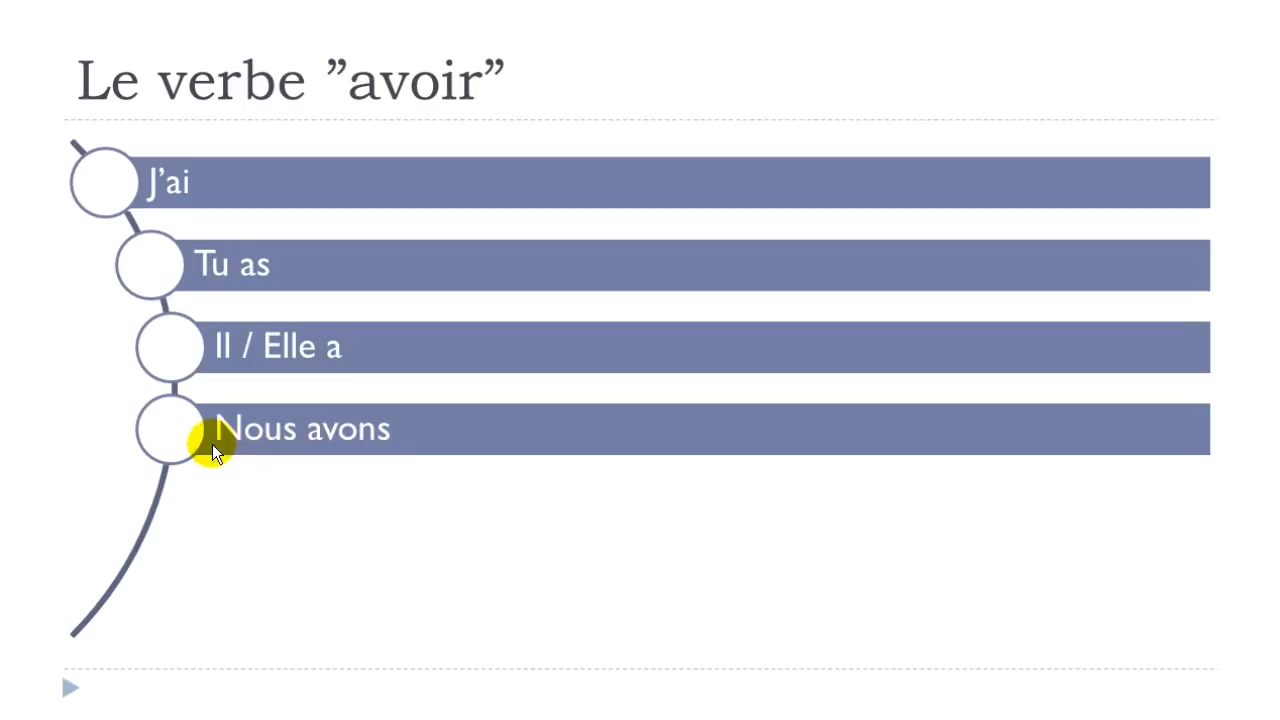 Le verbe ”avoir”
J’ai
Tu as
Il / Elle a
Nous avons